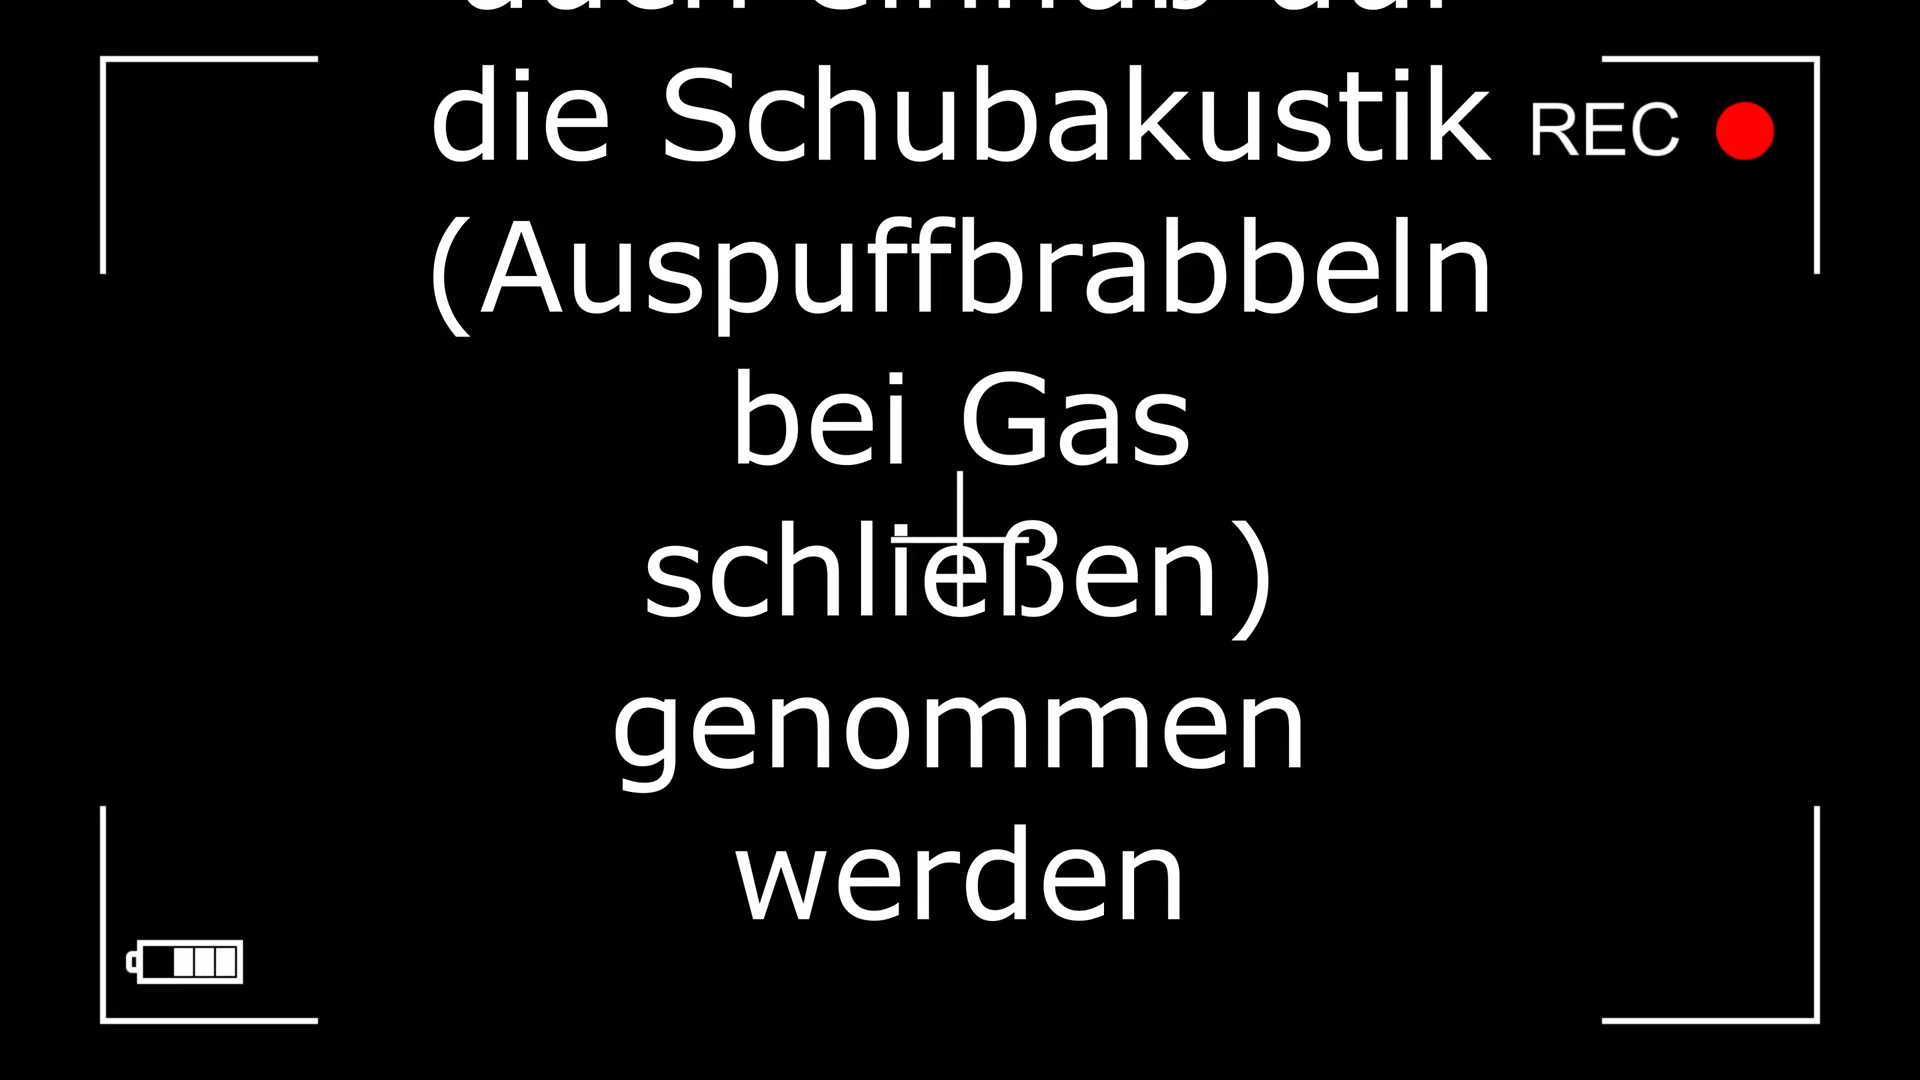 die Schubakustik
REC
(Auspuffbrabbeln
bei Gas
schließen)
genommen
werden